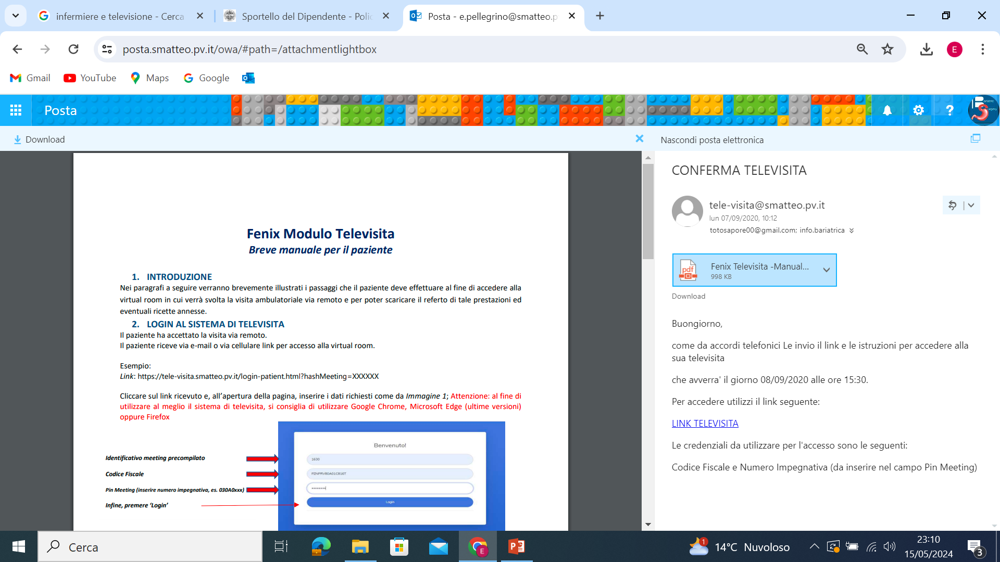 infermiere e televisione - Cerca
Sportello del Dipendente - Polic
Posta - e.pellegrino@smatteo.p
posta.smatteo.pv.it/owa/#path=/attachmentlightbox
E
Gmail
YouTube
Maps
Google
Posta
Download
Nascondi posta elettronica
Fenix Modulo Televisita
Breve manuale per il paziente
1. INTRODUZIONE
Nei paragrafi a seguire verranno brevemente illustrati i passaggi che il paziente deve effettuare al fine di accedere alla
virtual room in cui verrà svolta la visita ambulatoriale via remoto e per poter scaricare il referto di tale prestazioni ed
eventuali ricette annesse.
2. LOGIN AL SISTEMA DI TELEVISITA
Il paziente ha accettato la visita via remoto.
Il paziente riceve via e-mail o via cellulare link per accesso alla virtual room.
Esempio:
Link: https://tele-visita.smatteo.pv.it/login-patient.html?hashMeeting=XXXXXX
Cliccare sul link ricevuto e, all’apertura della pagina, inserire i dati richiesti come da Immagine 1; Attenzione: al fine di
utilizzare al meglio il sistema di televisita, si consiglia di utilizzare Google Chrome, Microsoft Edge (ultime versioni)
oppure Firefox
Benvenuto!
Identificativo meeting precompilato
1630
Codice Fiscale
PZNPRV80A01C816T
Pin Meeting (inserire numero impegnativa, es. 030A0xxx)
Infine, premere ‘Login’
Login
CONFERMA TELEVISITA
tele-visita@smatteo.pv.it
lun 07/09/2020, 10:12
totosapore00@gmail.com; info.bariatrica
pdf
Fenix Televisita -Manual...
998 KB
Download
Buongiorno,
come da accordi telefonici Le invio il link e le istruzioni per accedere alla
sua televisita
che avverra' il giorno 08/09/2020 alle ore 15:30.
Per accedere utilizzi il link seguente:
LINK TELEVISITA
Le credenziali da utilizzare per l'accesso sono le seguenti:
Codice Fiscale e Numero Impegnativa (da inserire nel campo Pin Meeting)
Cerca
E
1
14°C Nuvoloso
23:10
15/05/2024
3